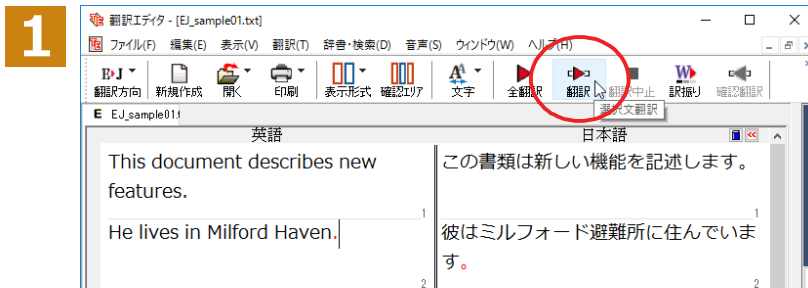 1
翻訳エディタ - [EJ_sample01.txt]
ファイル(F) 編集(E) 表示(V) 翻訳(T) 辞書・検索(D) 音声(S) ウィンドウ(W) ヘルプ(H)
E▶J
翻訳方向 新規作成 開く 印刷 表示形式 確認エリア 文字 全翻訳 翻訳 翻訳中止 訳振り 確認翻訳
選択文翻訳
E EJ_sample01.t
英語 日本語
This document describes new
features.
1
この書類は新しい機能を記述します。
1
He lives in Milford Haven.
2
彼はミルフォード避難所に住んでいま
す。
2